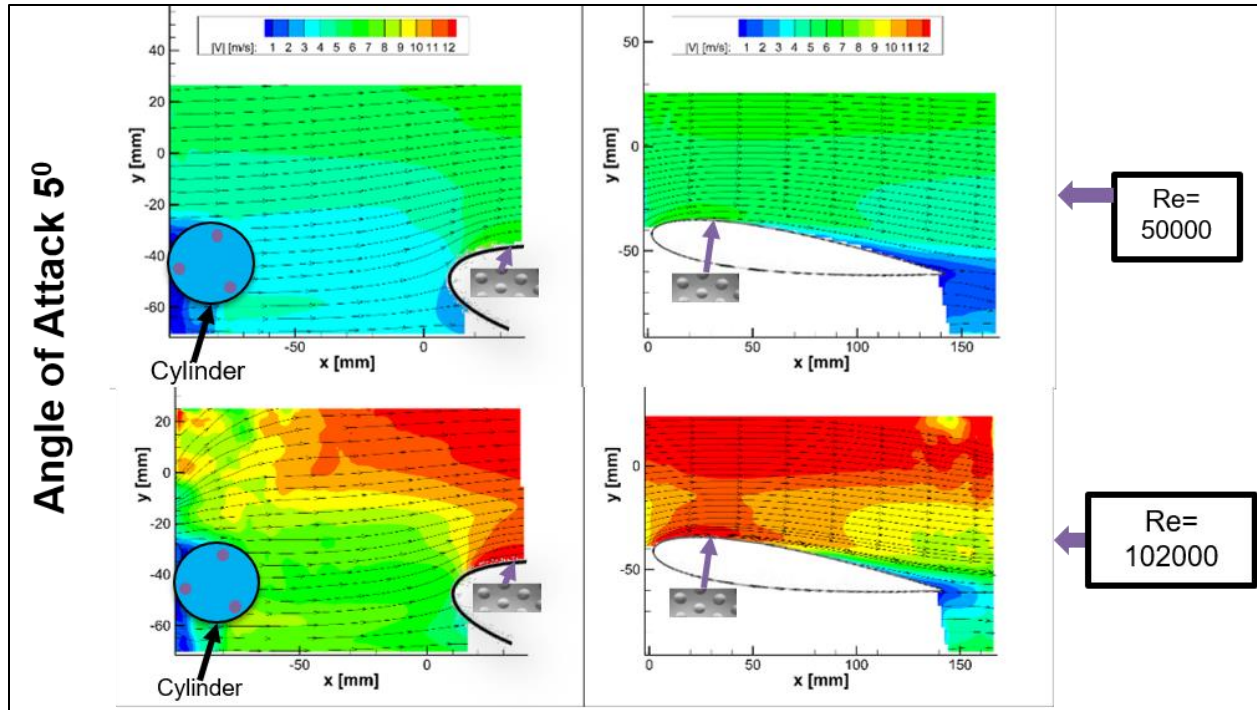 Angle of Attack 5⁰
|V| [m/s]: 1 2 3 4 5 6 7 8 9 10 11 12
y [mm]
40
20
0
-20
-40
-60
-50 0
x [mm]
Cylinder
|V| [m/s]: 1 2 3 4 5 6 7 8 9 10 11 12
y [mm]
50
0
-50
0 50 100 150
x [mm]
Re=
50000
y [mm]
20
0
-20
-40
-60
-50 0
x [mm]
Cylinder
y [mm]
0
-50
0 50 100 150
x [mm]
Re=
102000